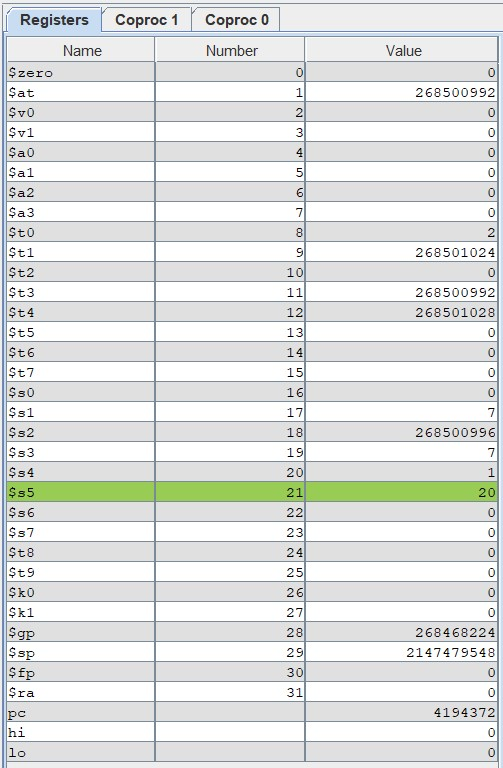 Registers Coproc 1 Coproc 0
Name Number Value
$zero 0 0
$at 1 268500992
$v0 2 0
$v1 3 0
$a0 4 0
$a1 5 0
$a2 6 0
$a3 7 0
$t0 8 2
$t1 9 268501024
$t2 10 0
$t3 11 268500992
$t4 12 268501028
$t5 13 0
$t6 14 0
$t7 15 0
$s0 16 0
$s1 17 7
$s2 18 268500996
$s3 19 7
$s4 20 1
$s5 21 20
$s6 22 0
$s7 23 0
$t8 24 0
$t9 25 0
$k0 26 0
$k1 27 0
$gp 28 268468224
$sp 29 2147479548
$fp 30 0
$ra 31 0
pc 4194372
hi 0
lo 0